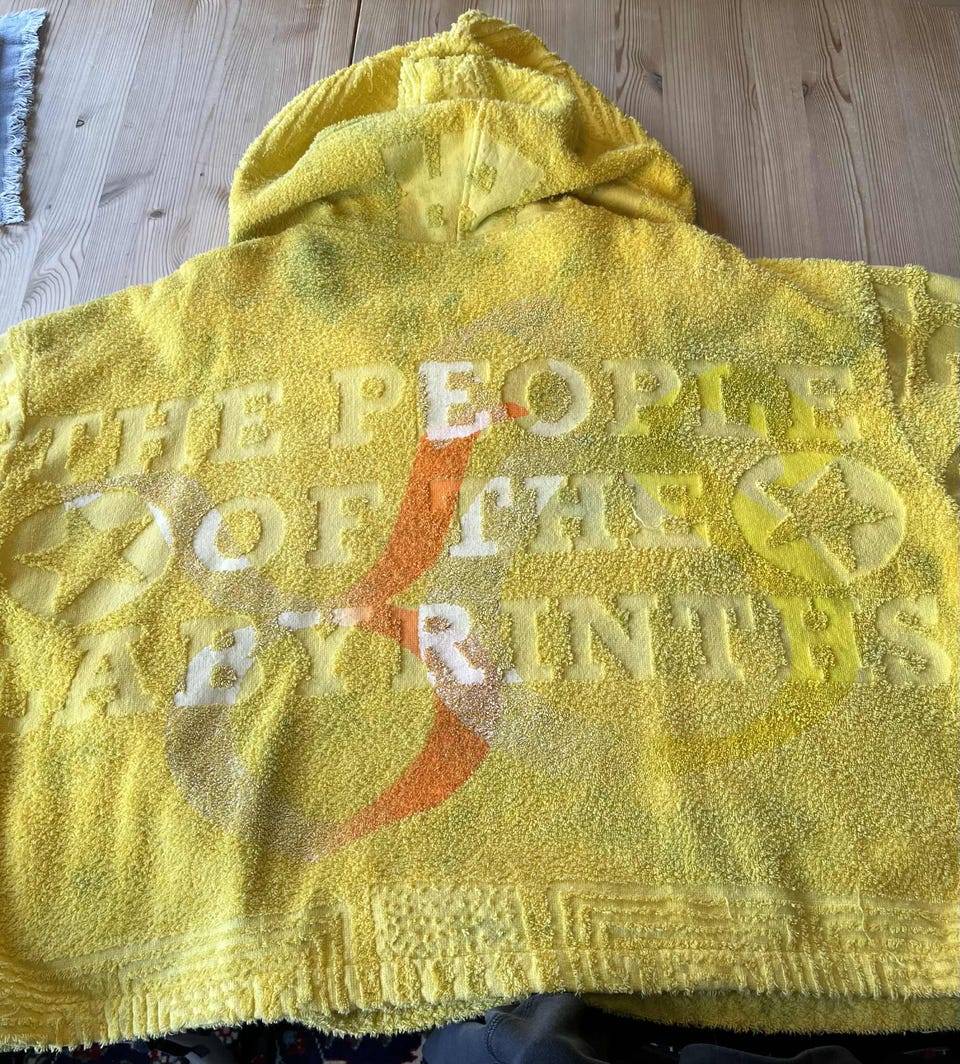 THE PEOPLE
OF THE
LABYRINTHS